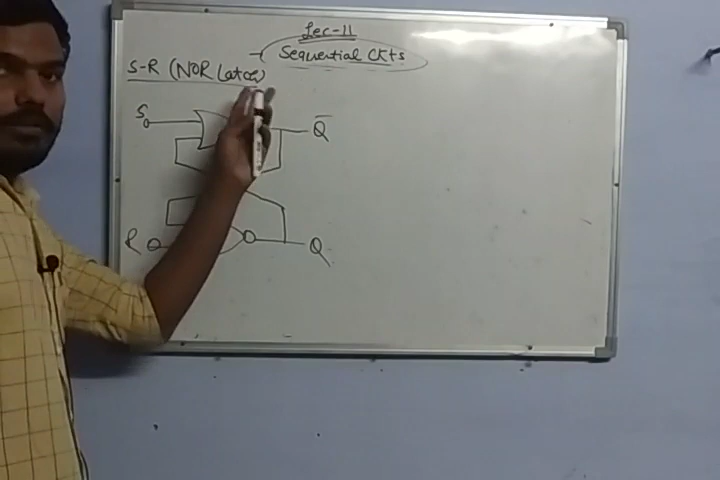 Lec-11
Sequential CKts
S-R (NOR Latch)
S
Q̅
R
Q